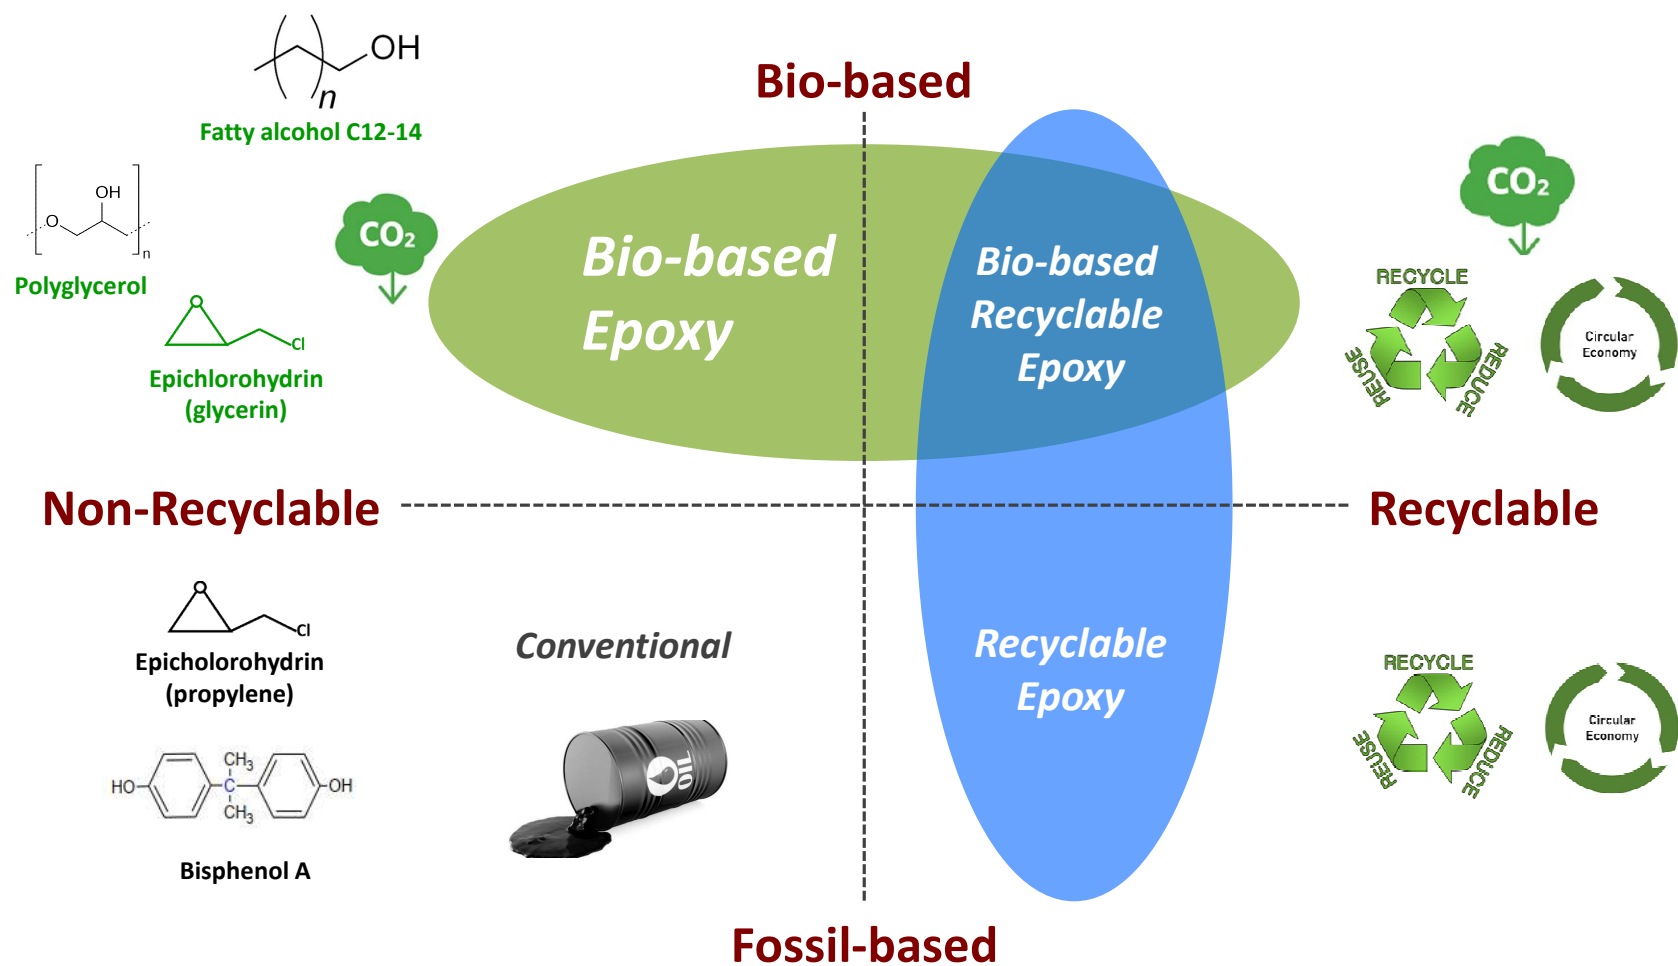 OH
n
Fatty alcohol C12-14
Bio-based
OH
O
n
Polyglycerol
CO2
CO2
Bio-based
Epoxy
Bio-based
Recyclable
Epoxy
RECYCLE
REUSE
REDUCE
Circular
Economy
O
Cl
Epichlorohydrin
(glycerin)
Non-Recyclable
Recyclable
O
Cl
Epicholorohydrin
(propylene)
Conventional
Recyclable
Epoxy
RECYCLE
REUSE
REDUCE
Circular
Economy
OIL
CH3
HO
C
OH
CH3
Bisphenol A
Fossil-based